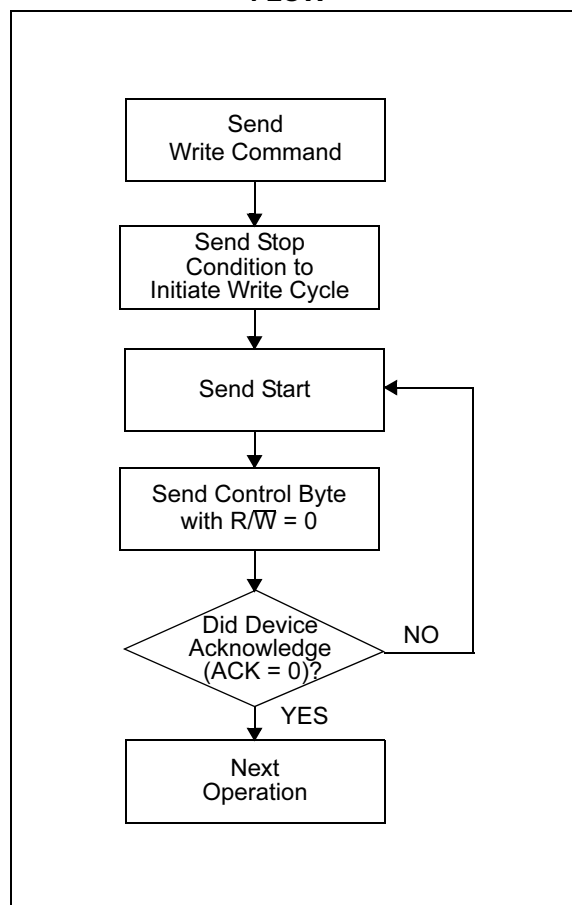 Send
Write Command
Send Stop
Condition to
Initiate Write Cycle
Send Start
Send Control Byte
with R/W̅ = 0
Did Device
Acknowledge
(ACK = 0)?
NO
YES
Next
Operation